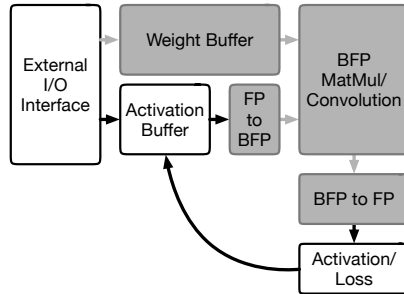 External
I/O
Interface
Weight Buffer
Activation
Buffer
FP
to
BFP
BFP
MatMul/
Convolution
BFP to FP
Activation/
Loss